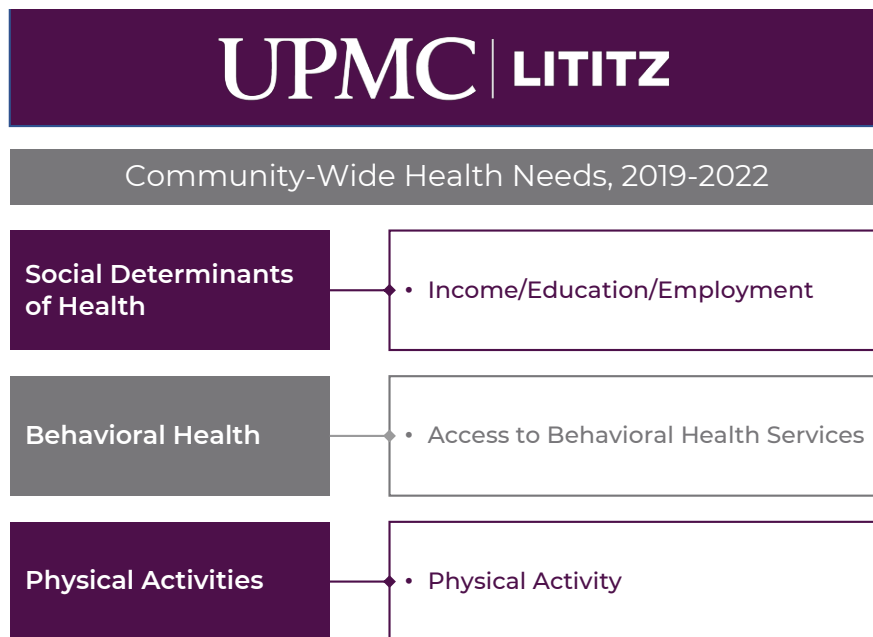 UPMC | LITITZ
Community-Wide Health Needs, 2019-2022
Social Determinants
of Health
• Income/Education/Employment
Behavioral Health
• Access to Behavioral Health Services
Physical Activities
• Physical Activity